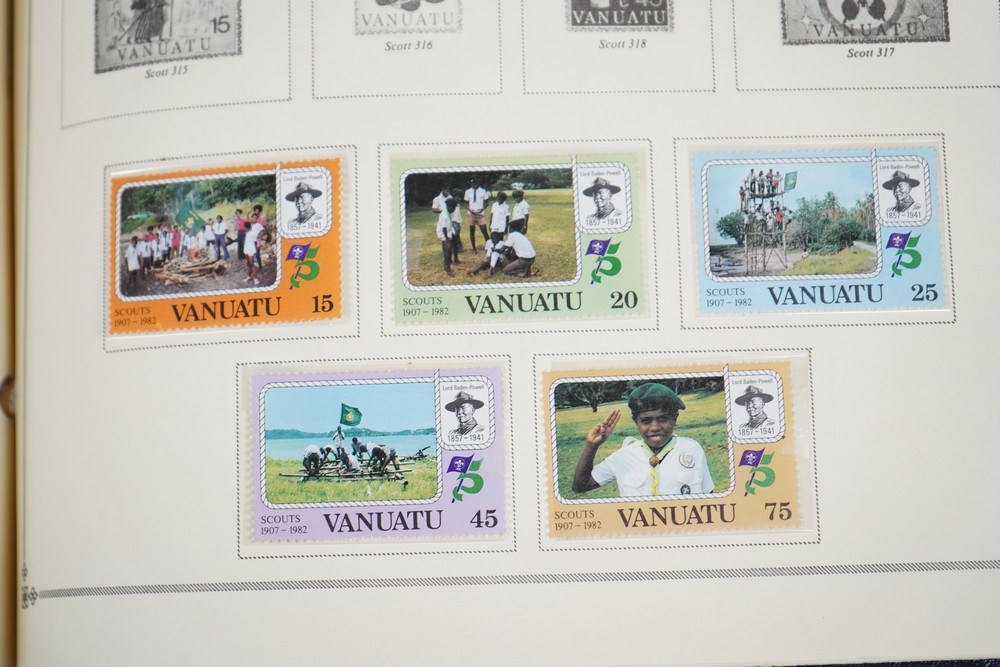 15
VANUATU
Scott 315
VANUATU
Scott 316
VANUATU
Scott 318
15
VANUATU
Scott 317
Lord Baden-Powell
1857-1941
SCOUTS
1907 - 1982
VANUATU
15
Lord Baden-Powell
1857-1941
SCOUTS
1907 - 1982
VANUATU
20
Lord Baden-Powell
1857-1941
SCOUTS
1907 - 1982
VANUATU
25
Lord Baden-Powell
1857-1941
SCOUTS
1907 - 1982
VANUATU
45
Lord Baden-Powell
1857-1941
SCOUTS
1907 - 1982
VANUATU
75